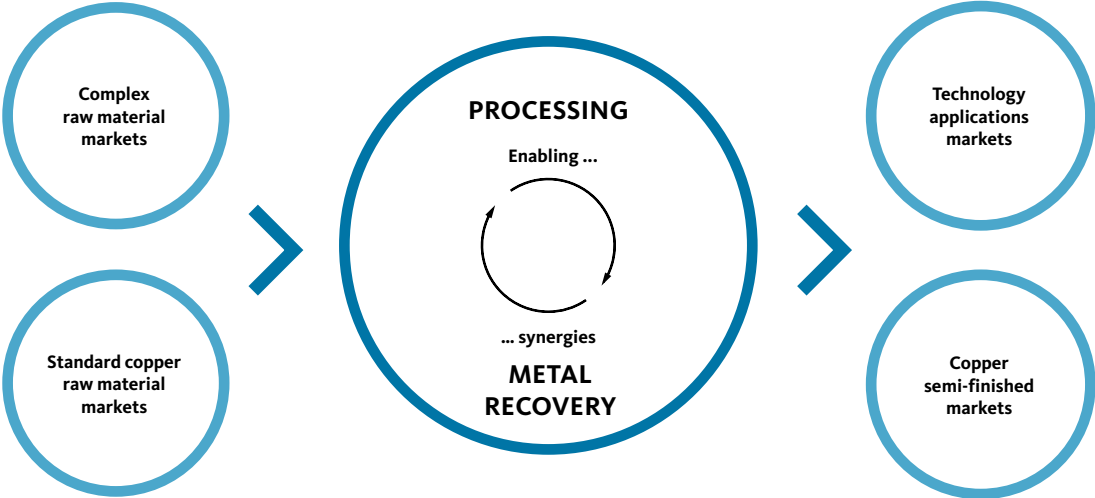 Complex
raw material
markets
Standard copper
raw material
markets
PROCESSING
Enabling ...
... synergies
METAL
RECOVERY
Technology
applications
markets
Copper
semi-finished
markets